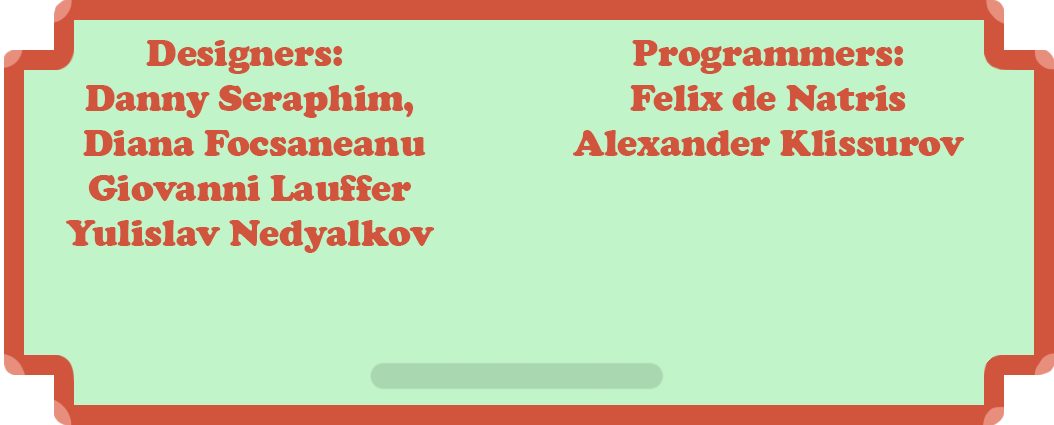 Designers:
Danny Seraphim,
Diana Focsaneanu
Giovanni Lauffer
Yulislav Nedyalkov
Programmers:
Felix de Natris
Alexander Klissurov